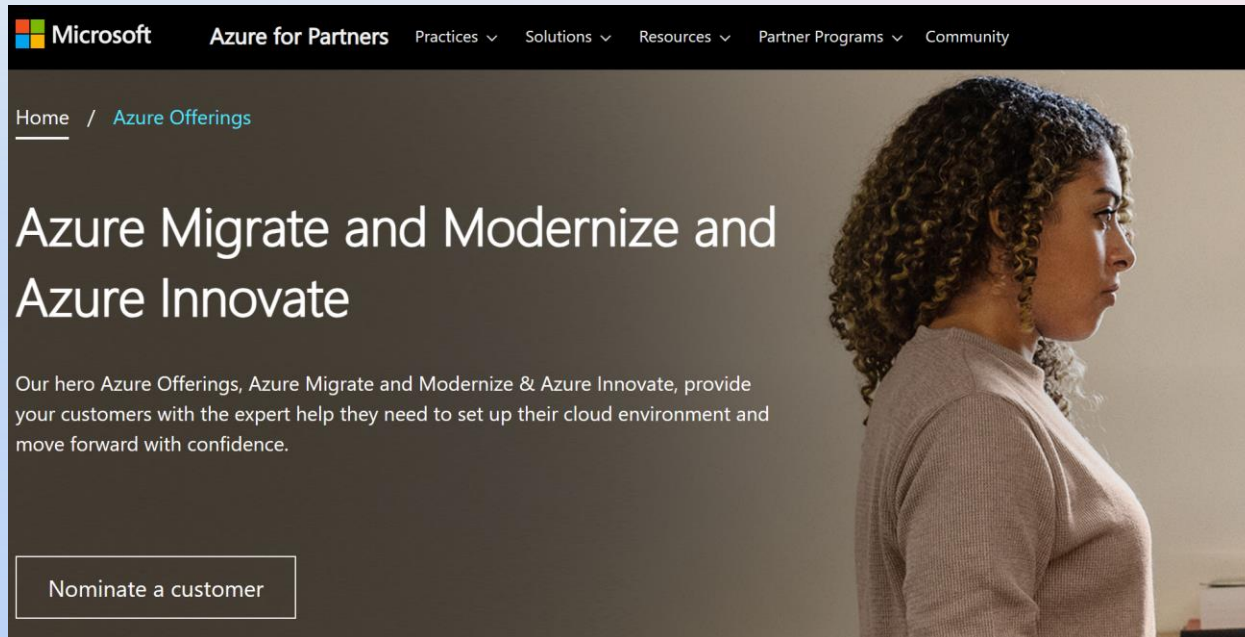 Microsoft Azure for Partners Practices Solutions Resources Partner Programs Community
Home / Azure Offerings
Azure Migrate and Modernize and
Azure Innovate
Our hero Azure Offerings, Azure Migrate and Modernize & Azure Innovate, provide
your customers with the expert help they need to set up their cloud environment and
move forward with confidence.
Nominate a customer